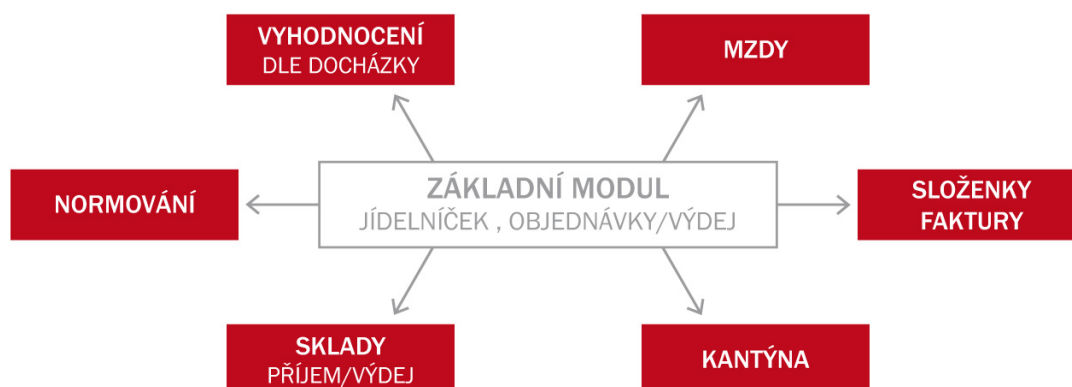 VYHODNOCENÍ
DLE DOCHÁZKY
MZDY
ZÁKLADNÍ MODUL
JÍDELNÍČEK , OBJEDNÁVKY/VÝDEJ
NORMOVÁNÍ
SLOŽENKY
FAKTURY
SKLADY
PŘÍJEM/VÝDEJ
KANTÝNA